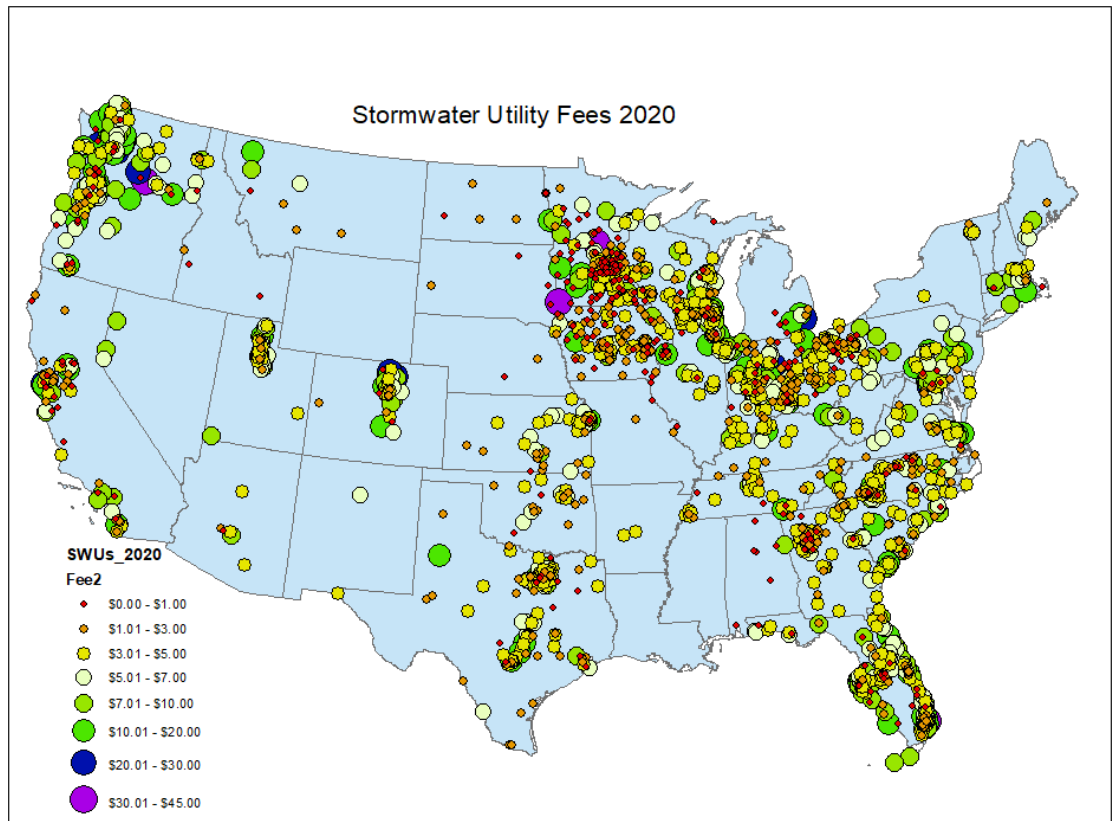 Stormwater Utility Fees 2020
SWUs_2020
Fee2
$0.00 - $1.00
$1.01 - $3.00
$3.01 - $5.00
$5.01 - $7.00
$7.01 - $10.00
$10.01 - $20.00
$20.01 - $30.00
$30.01 - $45.00